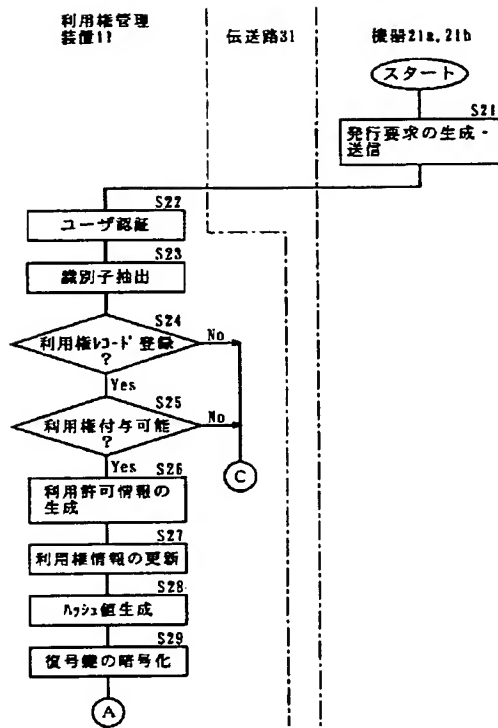 利用権管理
装置11
伝送路31
機器21a,21b
スタート
S21
発行要求の生成・
送信
S22
ユーザ認証
S23
識別子抽出
S24
利用権ﾚｺｰﾄﾞ登録
?
No
Yes
S25
利用権付与可能
?
No
Yes
S26
C
利用許可情報の
生成
S27
利用権情報の更新
S28
ﾊｯｼｭ値生成
S29
復号鍵の暗号化
A